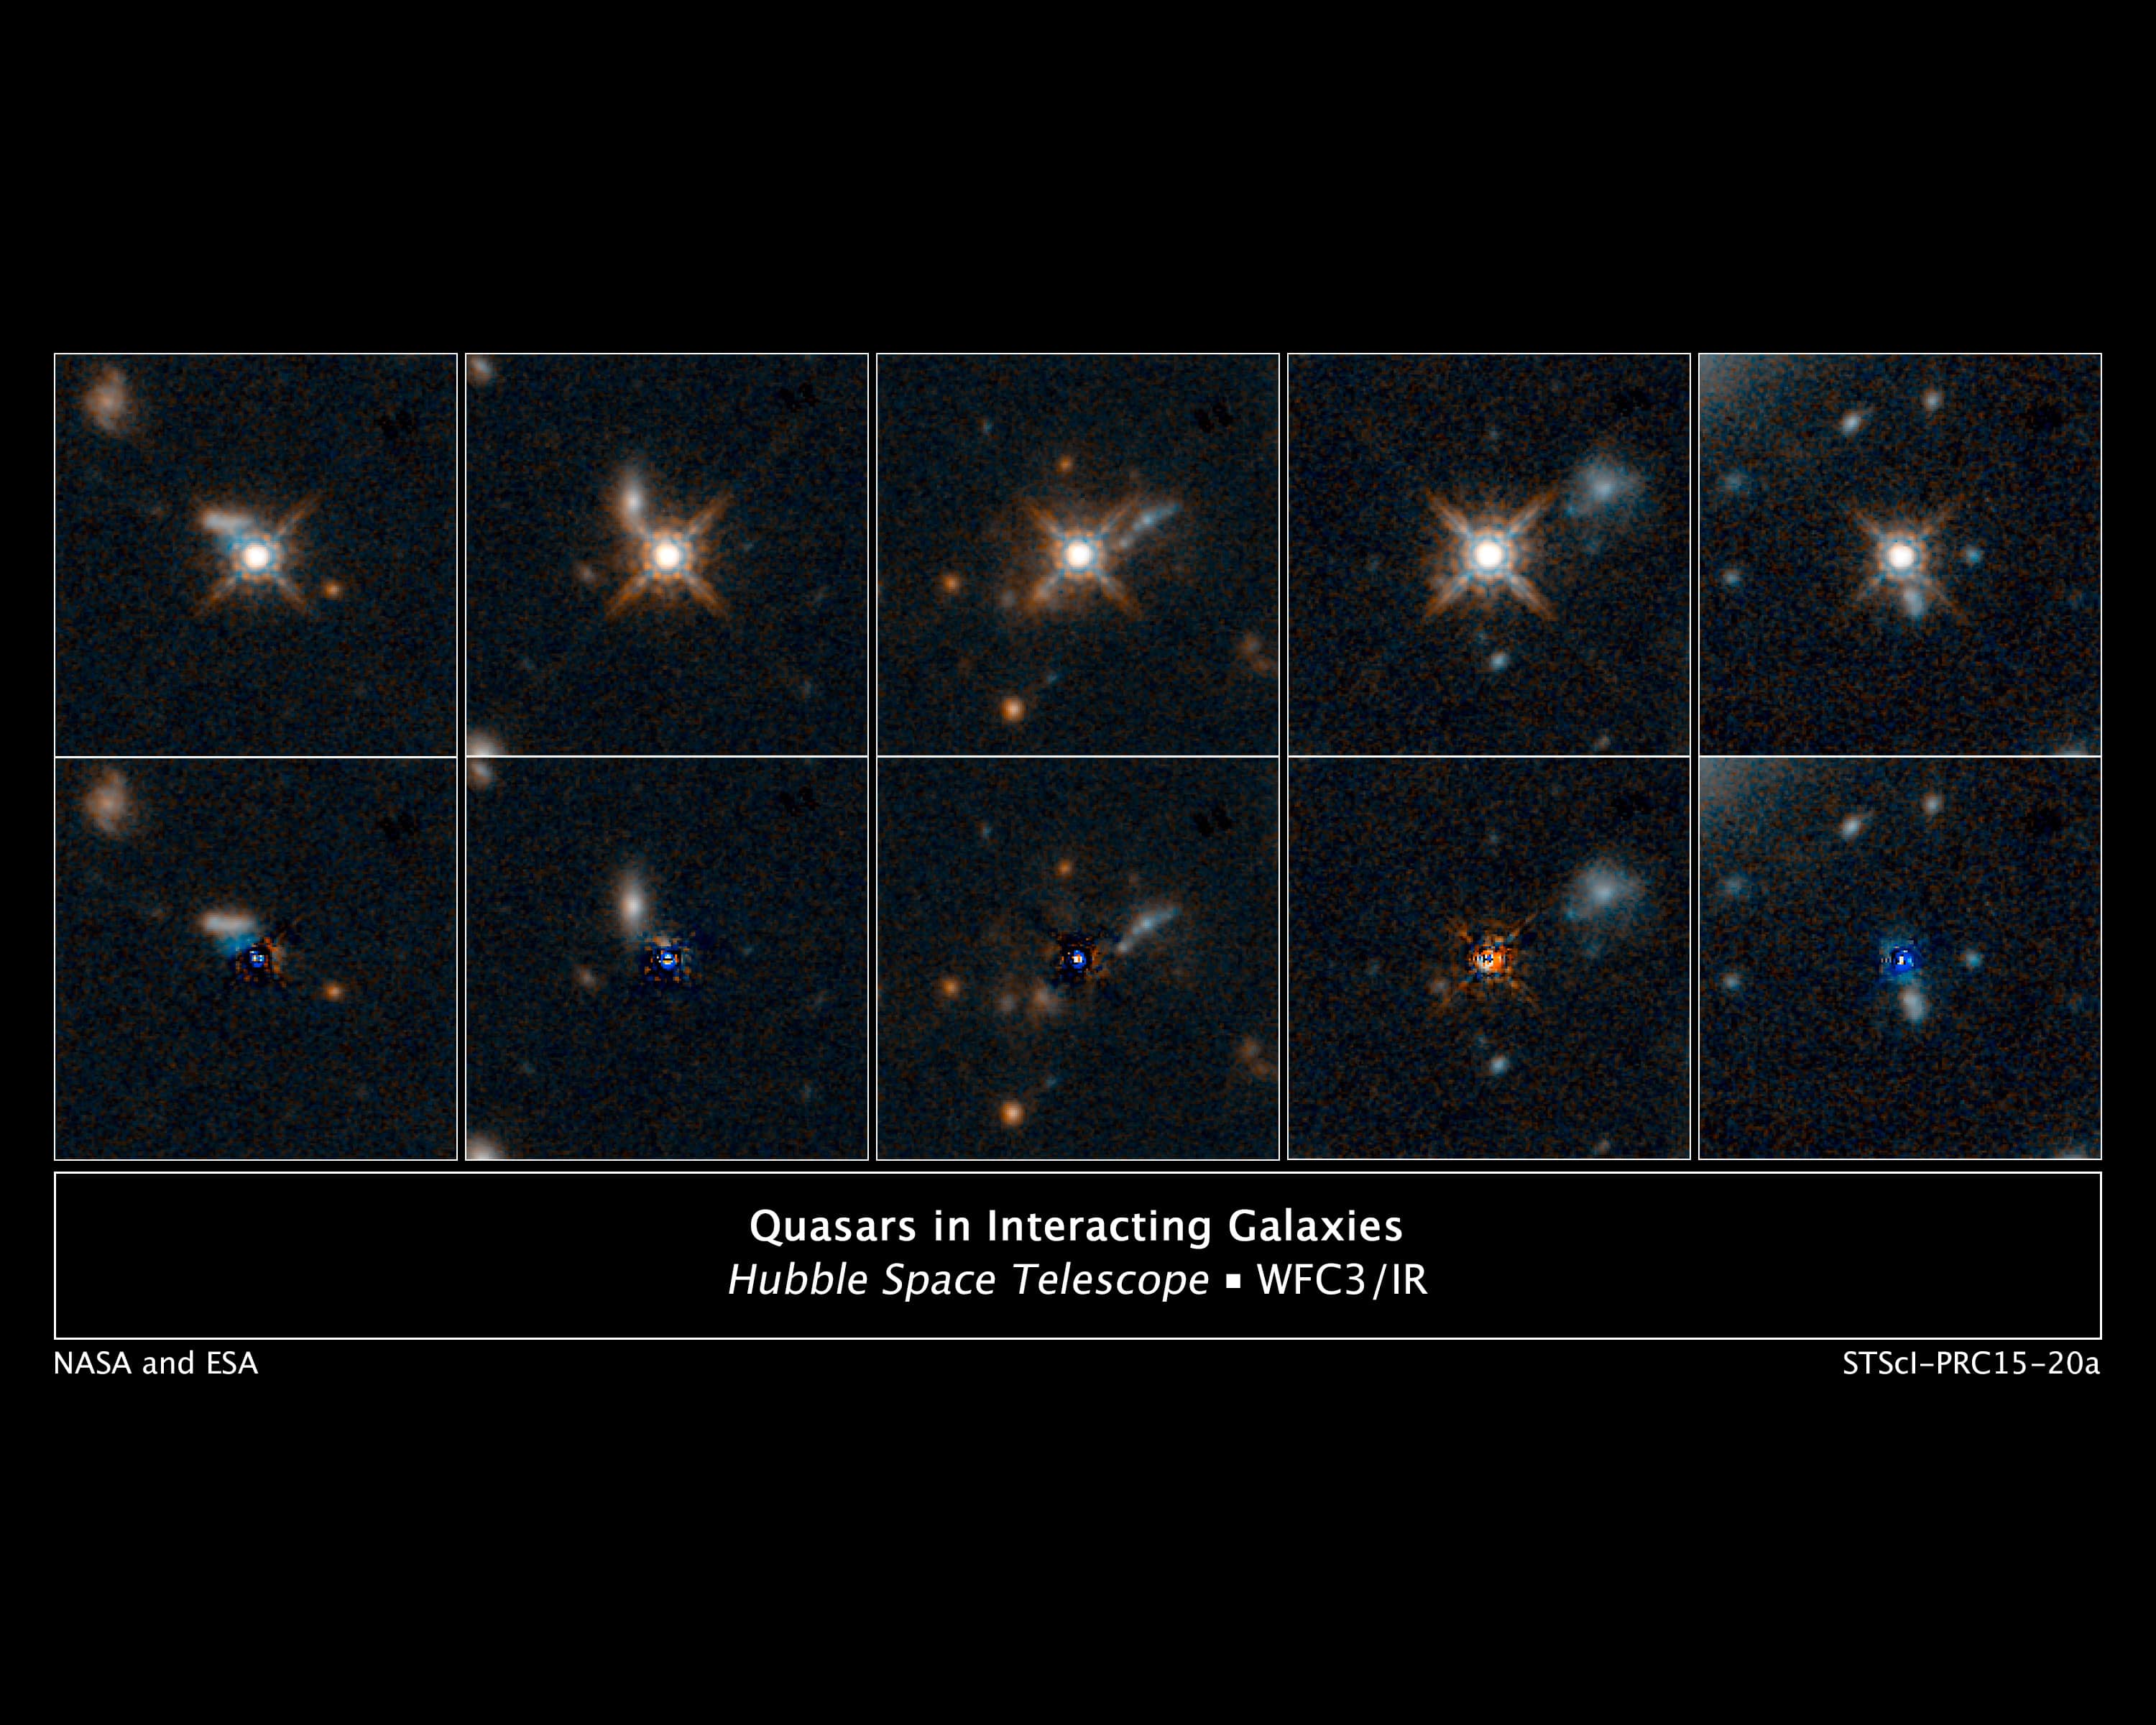 Quasars in Interacting Galaxies
Hubble Space Telescope ▪ WFC3/IR
NASA and ESA
STScI-PRC15-20a